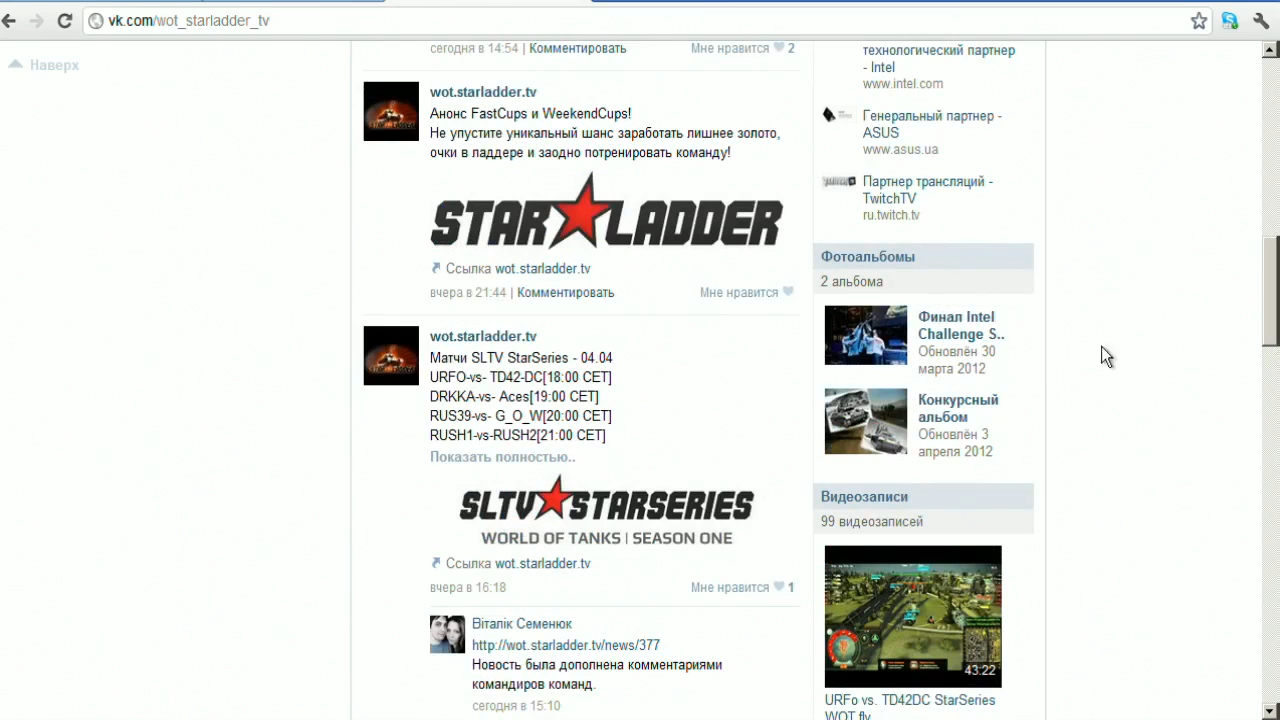 vk.com/wot_starladder_tv
Наверх
сегодня в 14:54 | Комментировать
Мне нравится 2
wot.starladder.tv
Анонс FastCups и WeekendCups!
Не упустите уникальный шанс заработать лишнее золото,
очки в ладдере и заодно потренировать команду!
STAR LADDER
Ссылка wot.starladder.tv
вчера в 21:44 | Комментировать
Мне нравится
wot.starladder.tv
Матчи SLTV StarSeries - 04.04
URFO-vs- TD42-DC[18:00 CET]
DRKKA-vs- Aces[19:00 CET]
RUS39-vs- G_O_W[20:00 CET]
RUSH1-vs-RUSH2[21:00 CET]
Показать полностью..
SLTV STARSERIES
WORLD OF TANKS | SEASON ONE
Ссылка wot.starladder.tv
вчера в 16:18
Мне нравится 1
Віталік Семенюк
http://wot.starladder.tv/news/377
Новость была дополнена комментариями
командиров команд.
сегодня в 15:10
технологический партнер
- Intel
www.intel.com
Генеральный партнер -
ASUS
www.asus.ua
Партнер трансляций -
TwitchTV
ru.twitch.tv
Фотоальбомы
2 альбома
Финал Intel
Challenge S..
Обновлён 30
марта 2012
Конкурсный
альбом
Обновлён 3
апреля 2012
Видеозаписи
99 видеозаписей
43:22
URFo vs. TD42DC StarSeries
WOT.flv